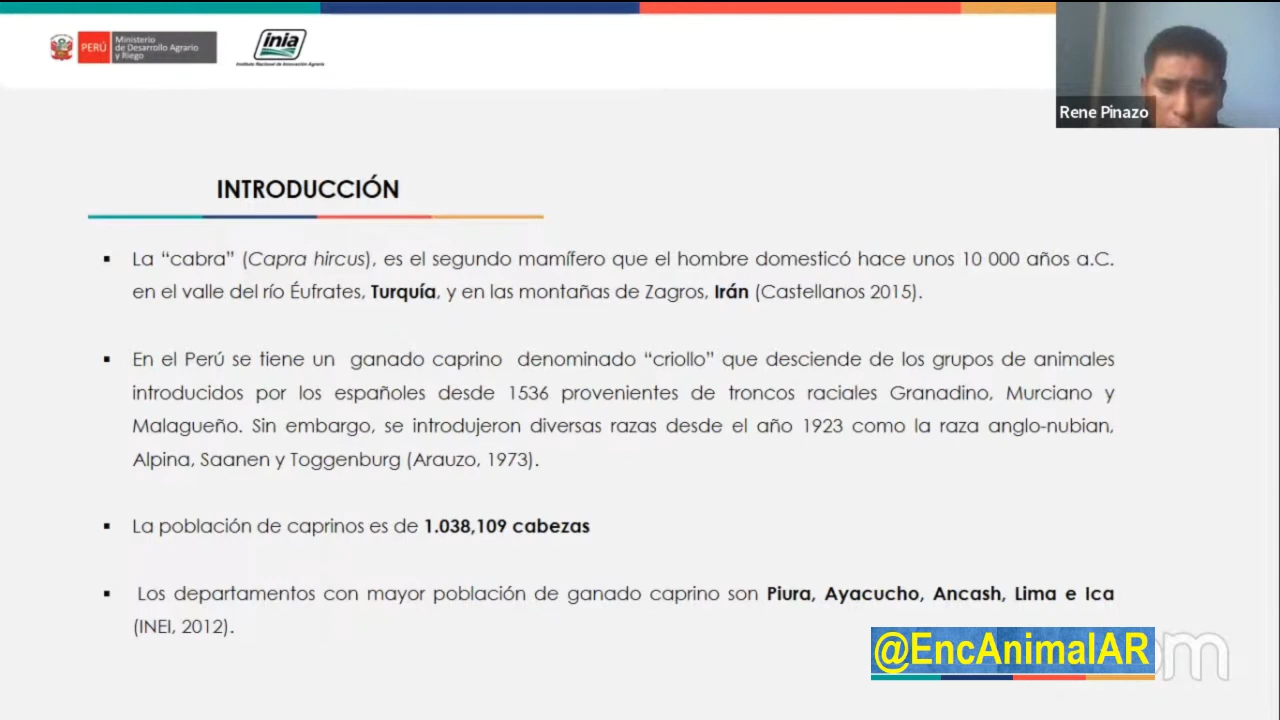 PERÚ
Ministerio
de Desarrollo Agrario
y Riego
inia
Instituto Nacional de Innovación Agraria
Rene Pinazo
INTRODUCCIÓN
▪ La “cabra” (Capra hircus), es el segundo mamífero que el hombre domesticó hace unos 10 000 años a.C.
en el valle del río Éufrates, Turquía, y en las montañas de Zagros, Irán (Castellanos 2015).
▪ En el Perú se tiene un ganado caprino denominado “criollo” que desciende de los grupos de animales
introducidos por los españoles desde 1536 provenientes de troncos raciales Granadino, Murciano y
Malagueño. Sin embargo, se introdujeron diversas razas desde el año 1923 como la raza anglo-nubian,
Alpina, Saanen y Toggenburg (Arauzo, 1973).
▪ La población de caprinos es de 1.038,109 cabezas
▪ Los departamentos con mayor población de ganado caprino son Piura, Ayacucho, Ancash, Lima e Ica
(INEI, 2012).
@EncAnimalAR